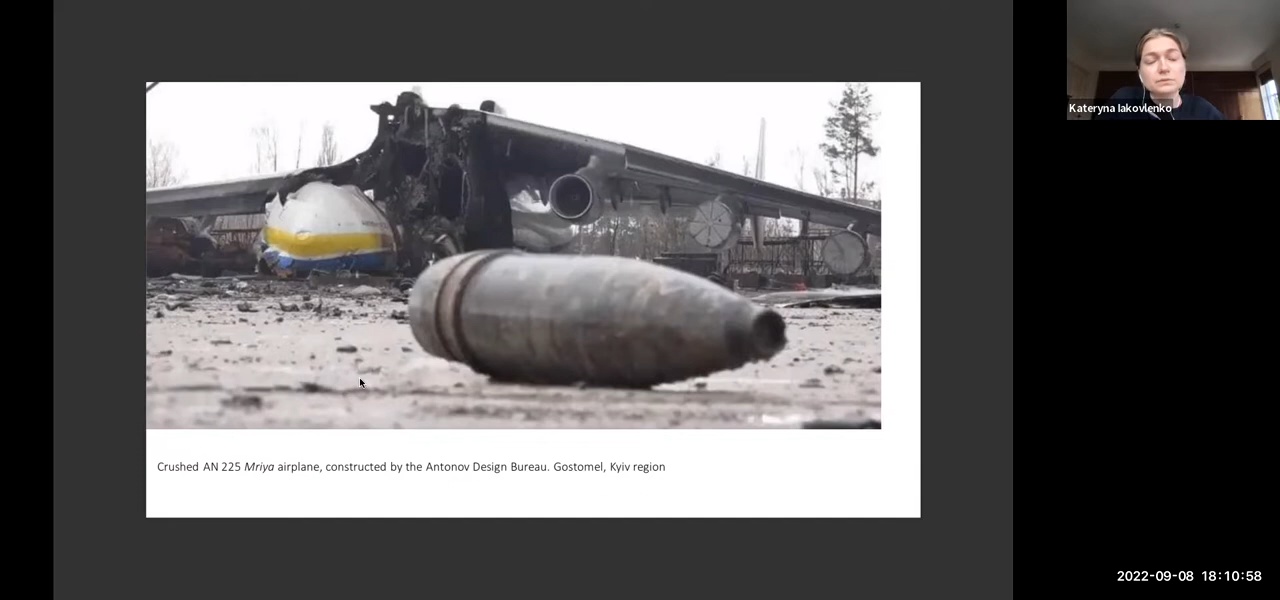 Kateryna Iakovlenko
Crushed AN 225 Mriya airplane, constructed by the Antonov Design Bureau. Gostomel, Kyiv region
2022-09-08 18:10:58